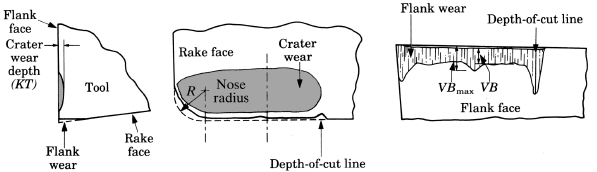 Flank
face
Crater
wear
depth
(KT)
Tool
Flank
wear
Rake
face
Rake face
Crater
wear
R
Nose
radius
Depth-of-cut line
Flank wear
Depth-of-cut line
VBmax
VB
Flank face